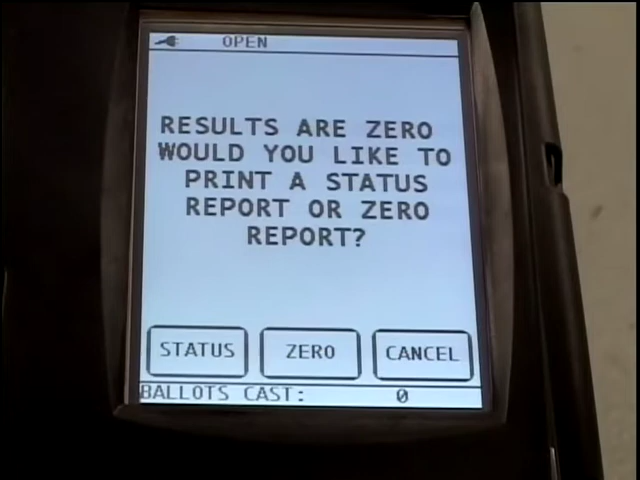 OPEN
RESULTS ARE ZERO
WOULD YOU LIKE TO
PRINT A STATUS
REPORT OR ZERO
REPORT?
STATUS ZERO CANCEL
BALLOTS CAST: 0